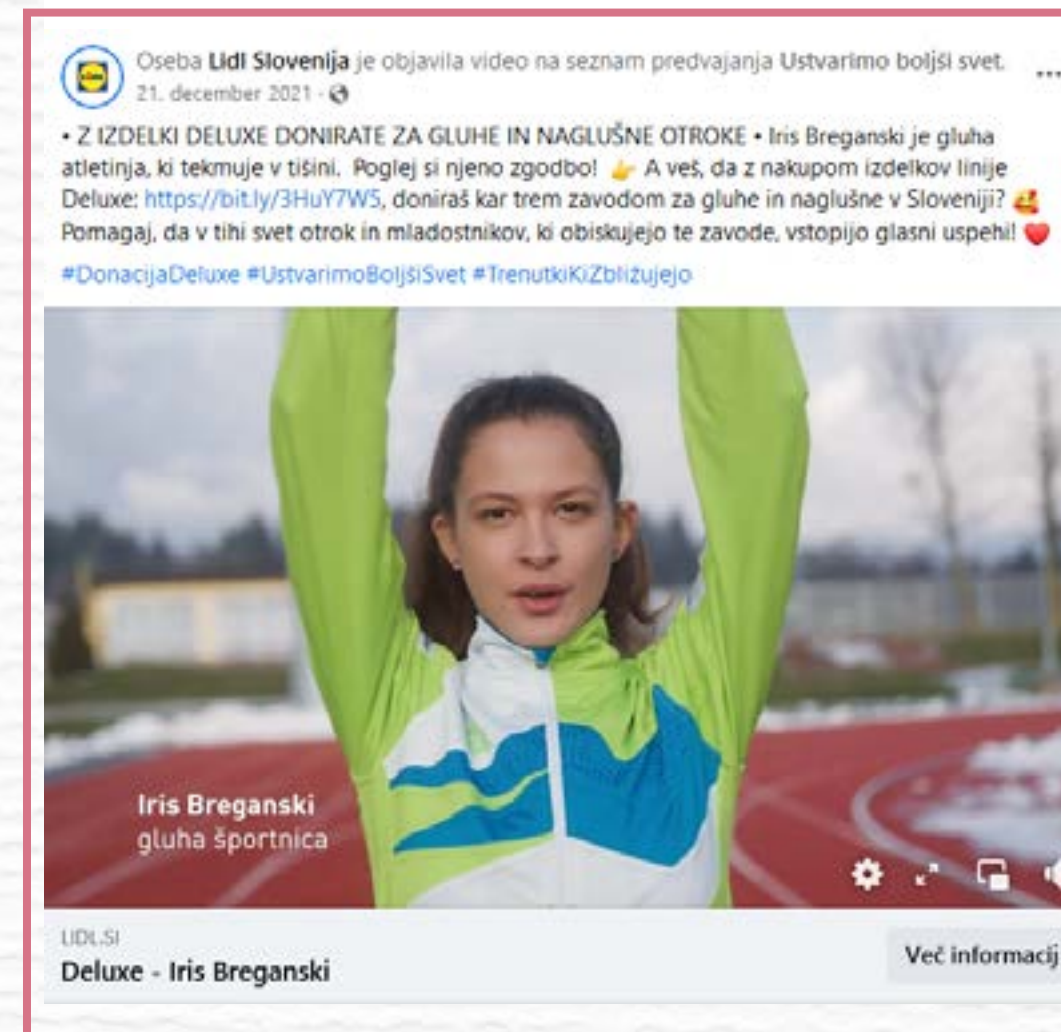 Oseba Lidl Slovenija je objavila video na seznam predvajanja Ustvarimo boljši svet.
21. december 2021 ·
• Z IZDELKI DELUXE DONIRATE ZA GLUHE IN NAGLUŠNE OTROKE • Iris Breganski je gluha
atletinja, ki tekmuje v tišini. Poglej si njeno zgodbo! 👉 A veš, da z nakupom izdelkov linije
Deluxe: https://bit.ly/3HuY7W5, doniraš kar trem zavodom za gluhe in naglušne v Sloveniji? 🥰
Pomagaj, da v tihi svet otrok in mladostnikov, ki obiskujejo te zavode, vstopijo glasni uspehi! ❤️
#DonacijaDeluxe #UstvarimoBoljšiSvet #TrenutkiKiZbližujejo
Iris Breganski
gluha športnica
LIDL.SI
Deluxe - Iris Breganski
Več informacij